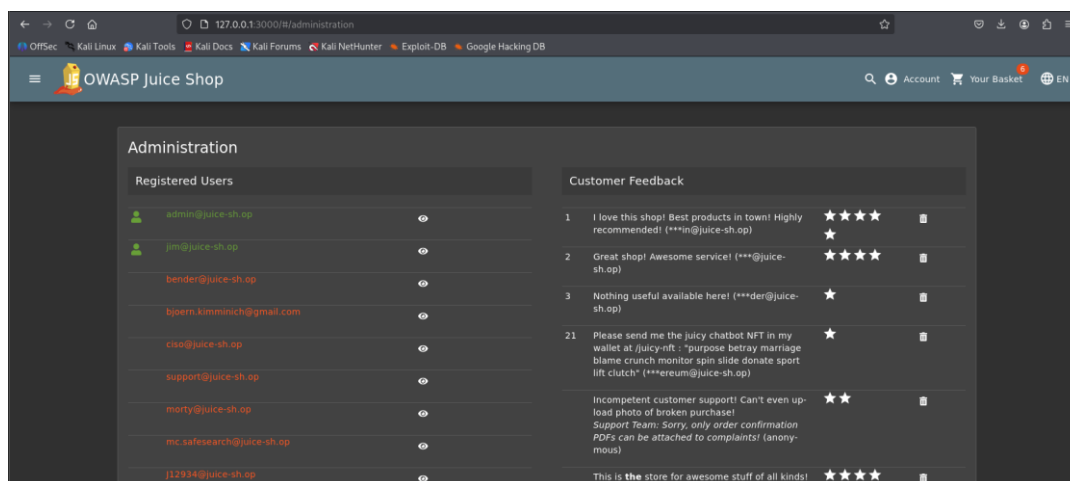 127.0.0.1:3000/#/administration
OffSec Kali Linux Kali Tools Kali Docs Kali Forums Kali NetHunter Exploit-DB Google Hacking DB
OWASP Juice Shop
Account
6
Your Basket
EN
Administration
Registered Users
admin@juice-sh.op
jim@juice-sh.op
bender@juice-sh.op
bjoern.kimminich@gmail.com
ciso@juice-sh.op
support@juice-sh.op
morty@juice-sh.op
mc.safesearch@juice-sh.op
J12934@juice-sh.op
Customer Feedback
1 I love this shop! Best products in town! Highly
recommended! (***in@juice-sh.op)
2 Great shop! Awesome service! (***@juice-
sh.op)
3 Nothing useful available here! (***der@juice-
sh.op)
21 Please send me the juicy chatbot NFT in my
wallet at /juicy-nft : "purpose betray marriage
blame crunch monitor spin slide donate sport
lift clutch" (***ereum@juice-sh.op)
Incompetent customer support! Can't even up-
load photo of broken purchase!
Support Team: Sorry, only order confirmation
PDFs can be attached to complaints! (anony-
mous)
This is the store for awesome stuff of all kinds!